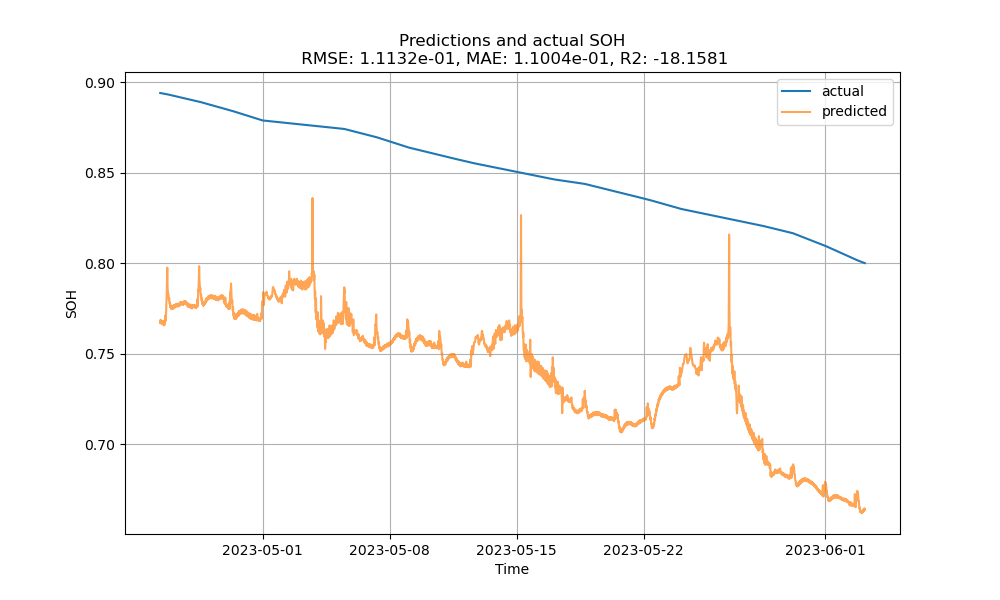 Predictions and actual SOH
RMSE: 1.1132e-01, MAE: 1.1004e-01, R2: -18.1581
actual
predicted
0.90
0.85
0.80
0.75
0.70
SOH
2023-05-01
2023-05-08
2023-05-15
2023-05-22
2023-06-01
Time